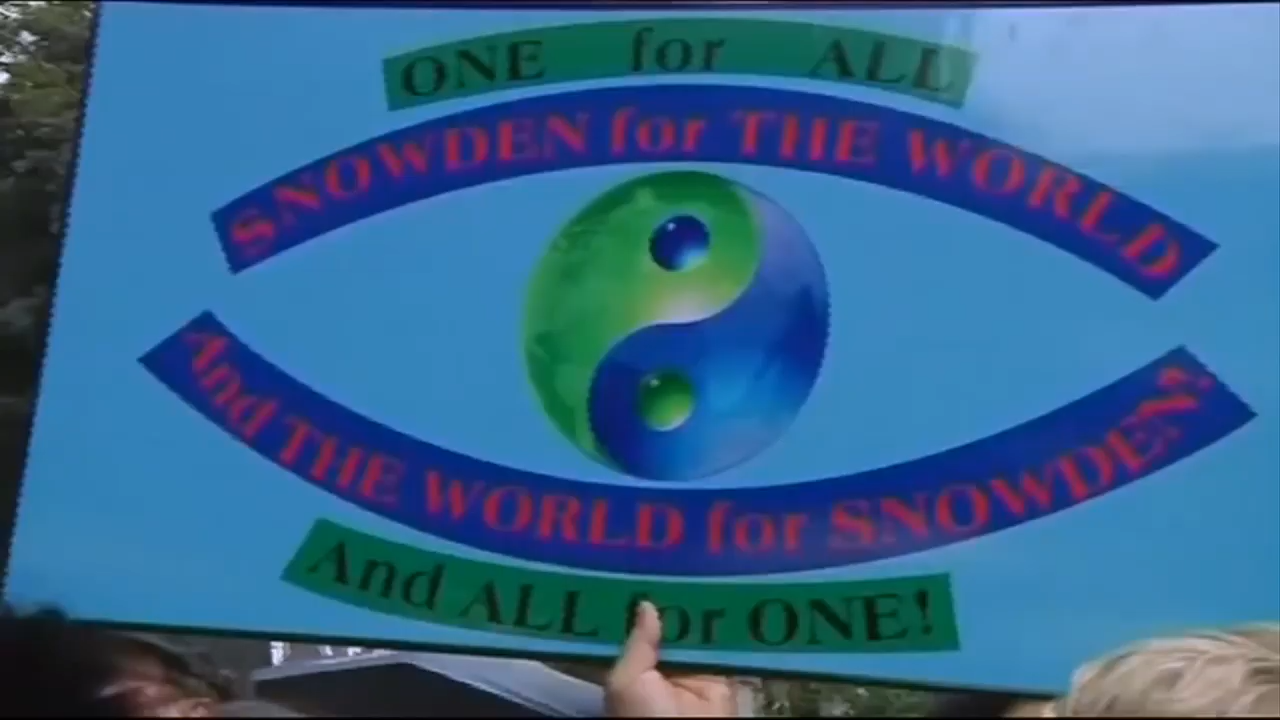 ONE for ALL
SNOWDEN for THE WORLD
And THE WORLD for SNOWDEN!
And ALL for ONE!